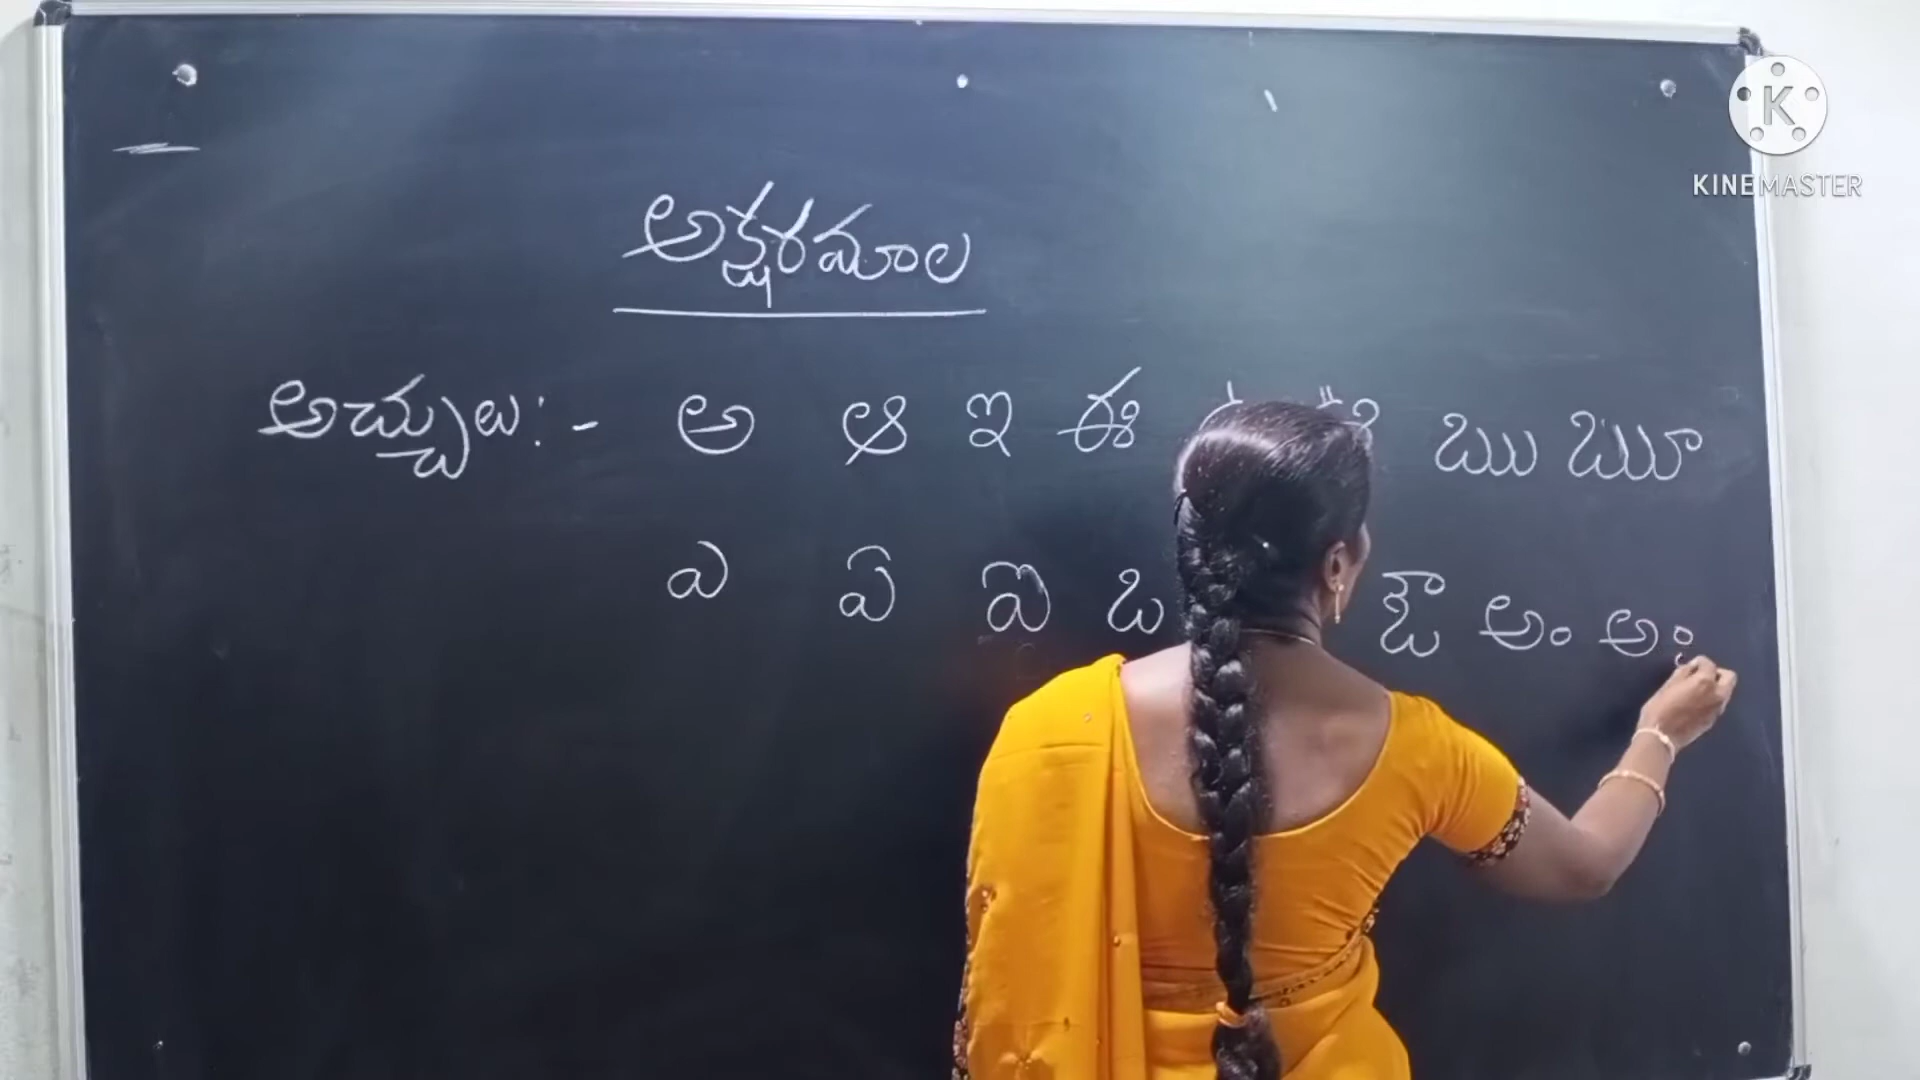 అక్షరమాల
అచ్చులు:- అ ఆ ఇ ఈ ఋ ౠ
ఎ ఏ ఐ ఒ ఔ అం అః
KINEMASTER